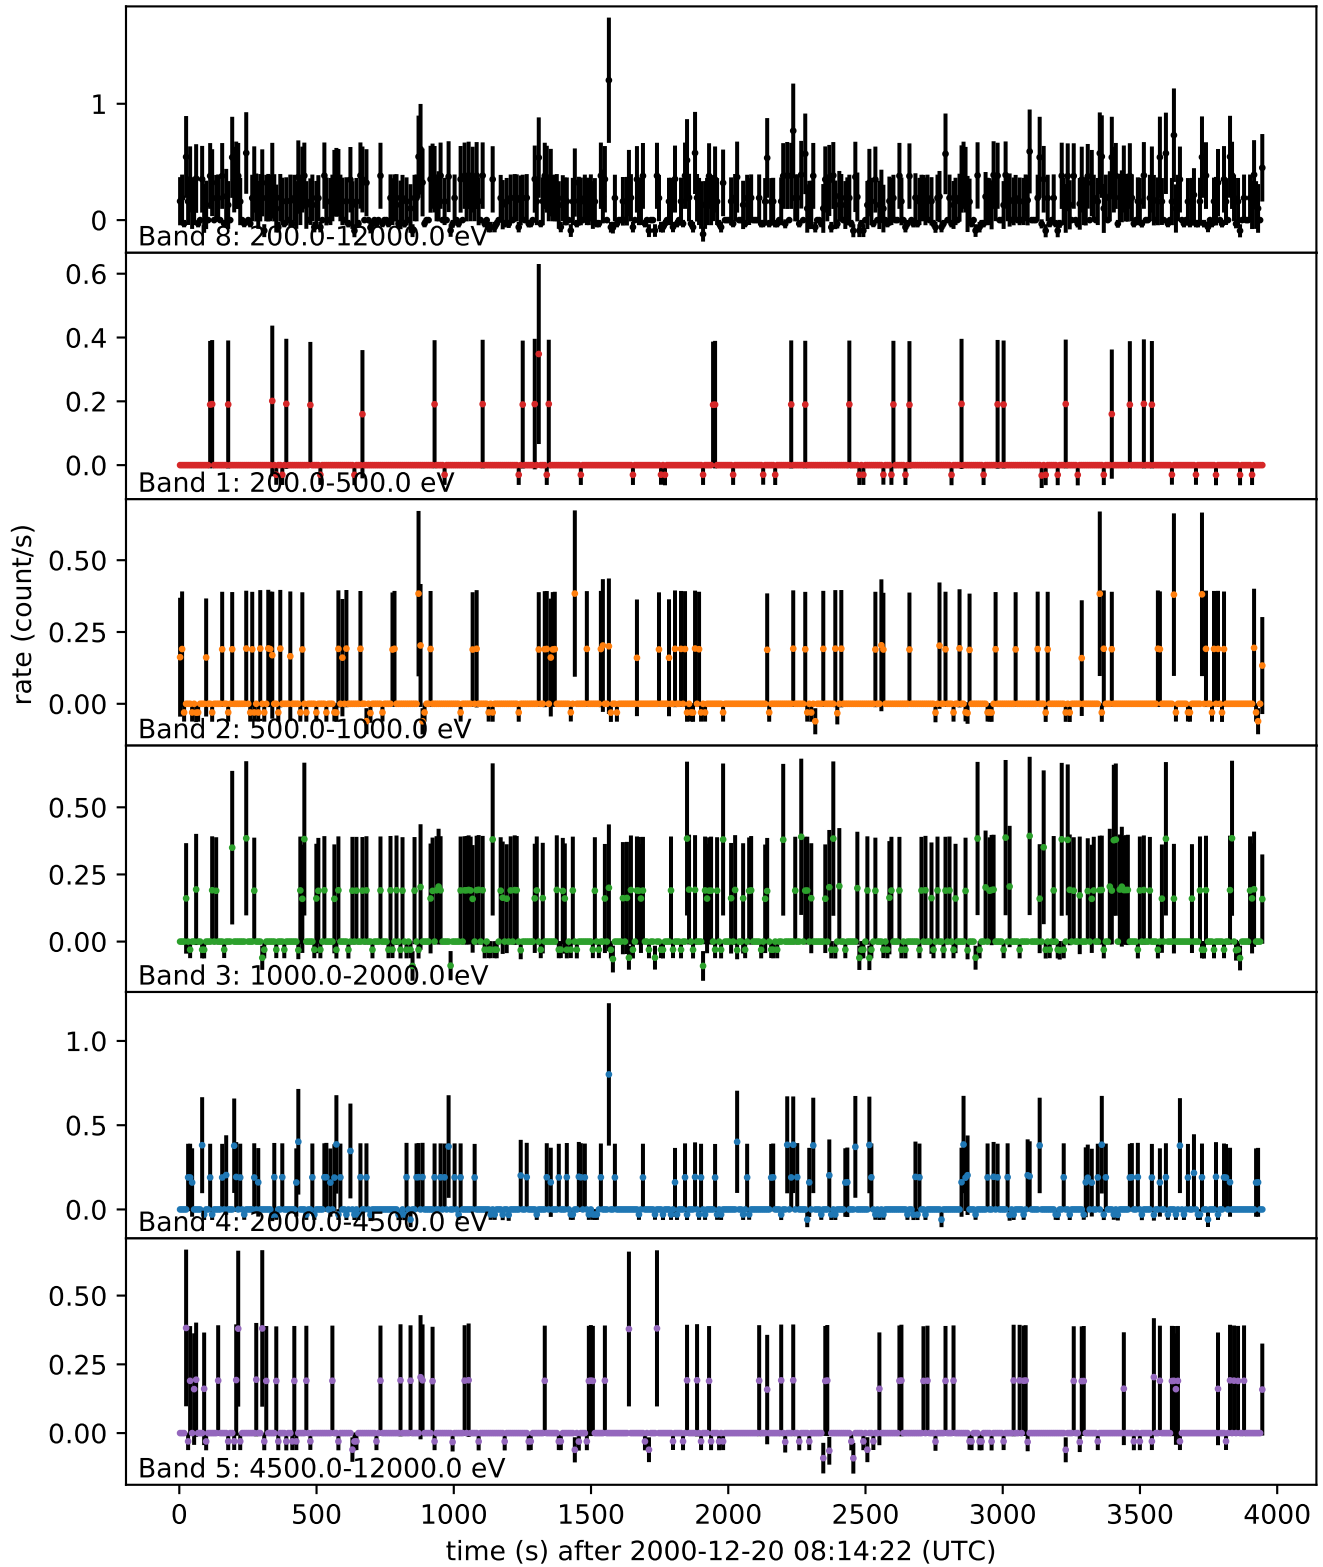 1
0
Band 8: 200.0-12000.0 eV
0.6
0.4
0.2
0.0
Band 1: 200.0-500.0 eV
0.50
0.25
0.00
Band 2: 500.0-1000.0 eV
rate (count/s)
0.50
0.25
0.00
Band 3: 1000.0-2000.0 eV
1.0
0.5
0.0
Band 4: 2000.0-4500.0 eV
0.50
0.25
0.00
Band 5: 4500.0-12000.0 eV
0 500 1000 1500 2000 2500 3000 3500 4000
time (s) after 2000-12-20 08:14:22 (UTC)